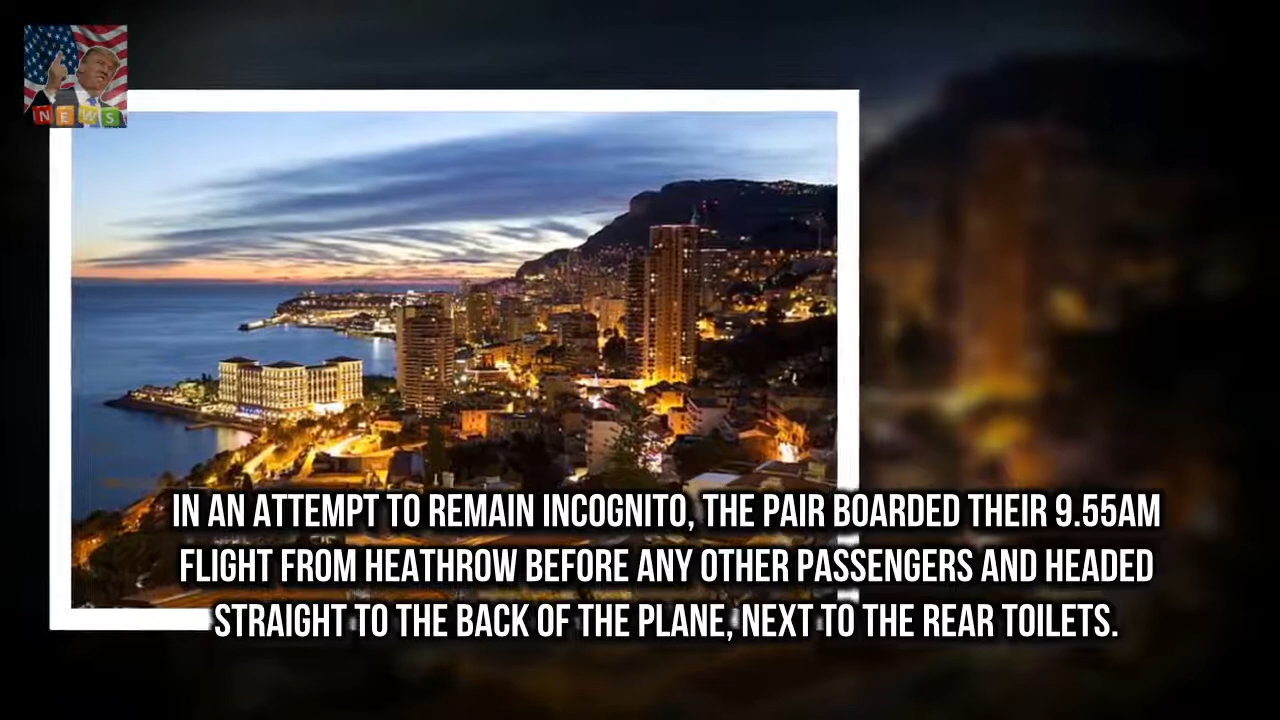 NEWS
IN AN ATTEMPT TO REMAIN INCOGNITO, THE PAIR BOARDED THEIR 9.55AM
FLIGHT FROM HEATHROW BEFORE ANY OTHER PASSENGERS AND HEADED
STRAIGHT TO THE BACK OF THE PLANE, NEXT TO THE REAR TOILETS.